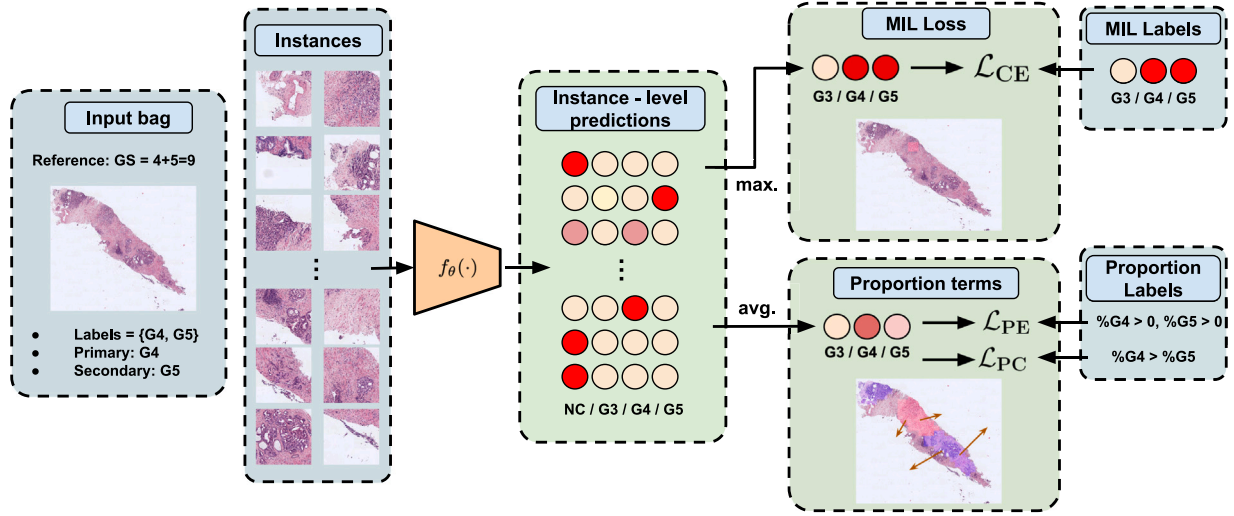 Input bag
Reference: GS = 4+5=9
● Labels = {G4, G5}
● Primary: G4
● Secondary: G5
Instances
⋮
f_θ(·)
Instance - level
predictions
⋮
NC / G3 / G4 / G5
max.
avg.
MIL Loss
ℒ_CE
G3 / G4 / G5
MIL Labels
G3 / G4 / G5
Proportion terms
ℒ_PE
G3 / G4 / G5
ℒ_PC
Proportion
Labels
%G4 > 0, %G5 > 0
%G4 > %G5